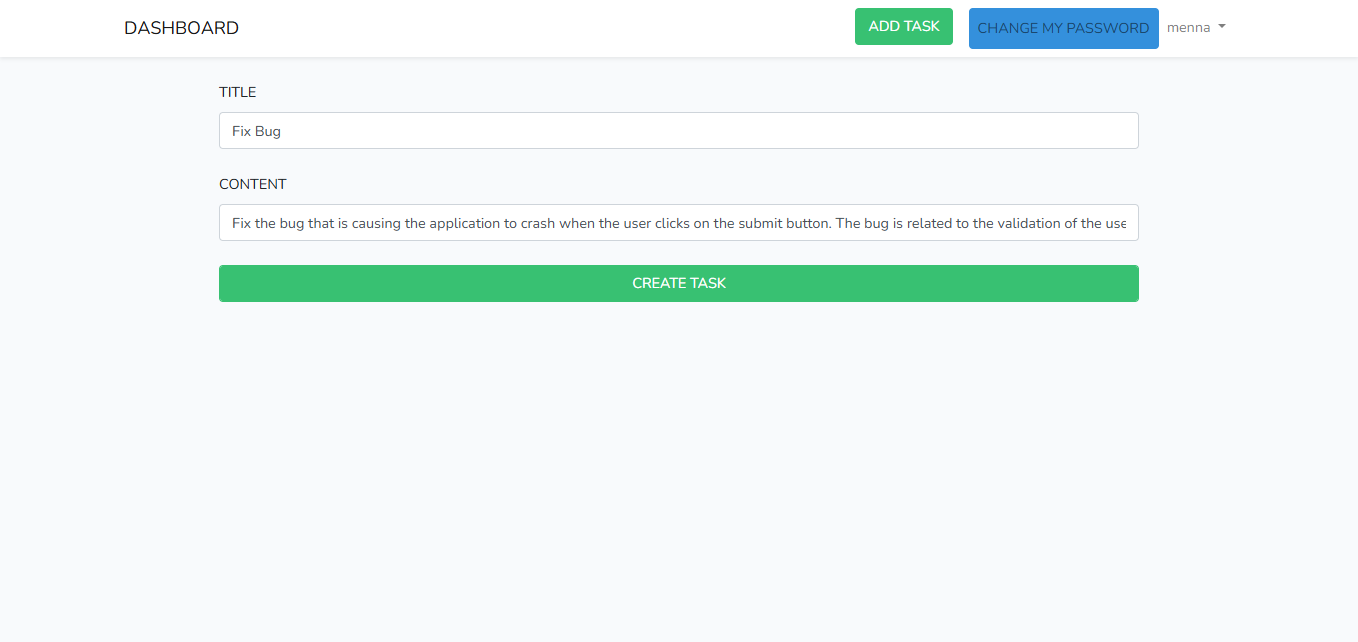 DASHBOARD
ADD TASK
CHANGE MY PASSWORD
menna
TITLE
Fix Bug
CONTENT
Fix the bug that is causing the application to crash when the user clicks on the submit button. The bug is related to the validation of the use
CREATE TASK